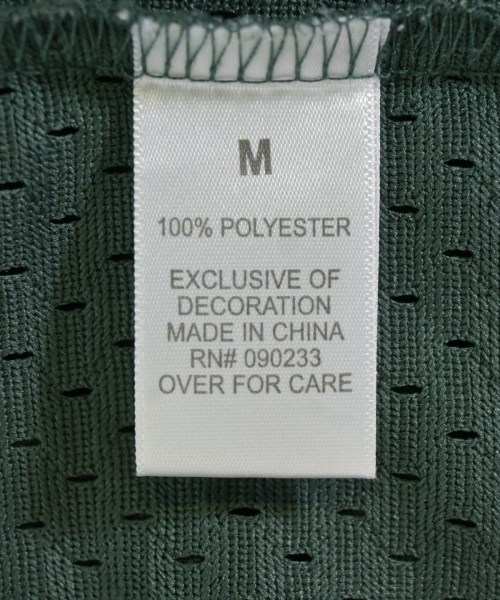 M
100% POLYESTER
EXCLUSIVE OF
DECORATION
MADE IN CHINA
RN# 090233
OVER FOR CARE